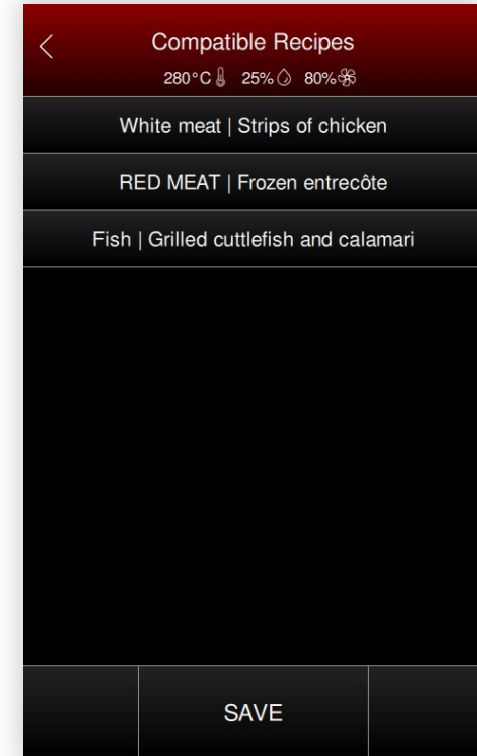 Compatible Recipes
280°C 25% 80%
White meat | Strips of chicken
RED MEAT | Frozen entrecôte
Fish | Grilled cuttlefish and calamari
SAVE